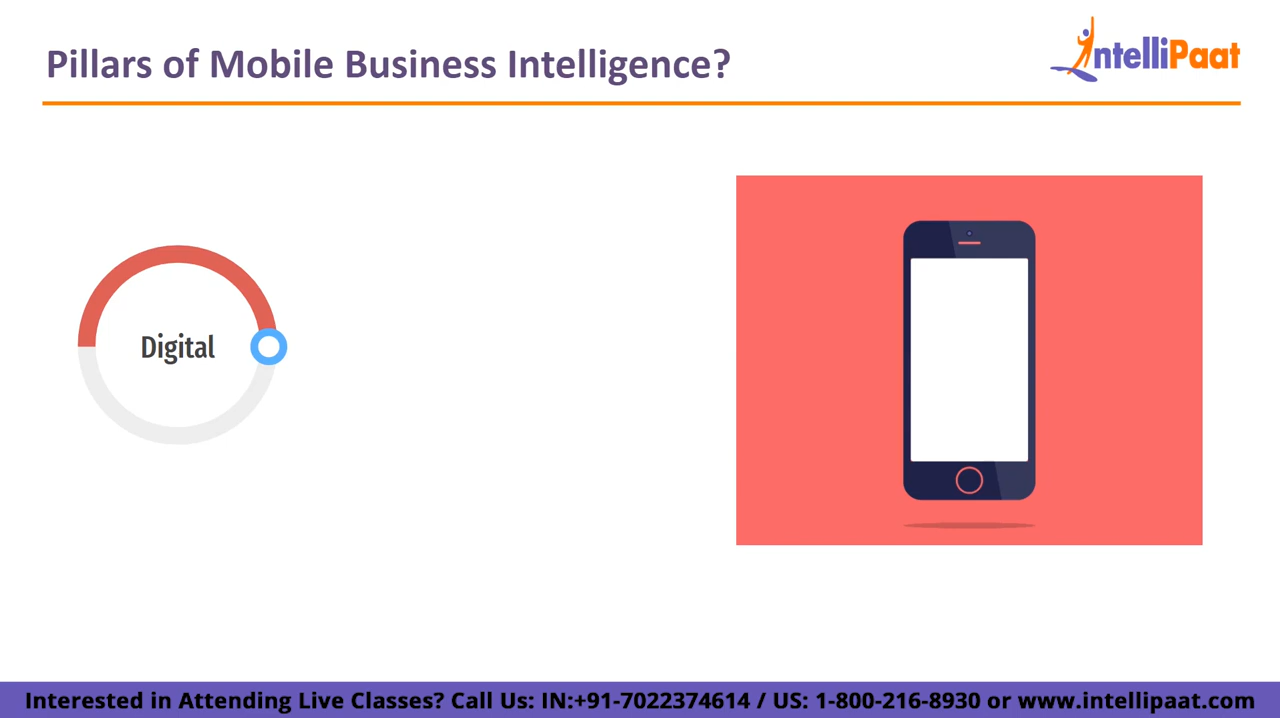 Pillars of Mobile Business Intelligence?
IntelliPaat
Digital
Interested in Attending Live Classes? Call Us: IN:+91-7022374614 / US: 1-800-216-8930 or www.intellipaat.com